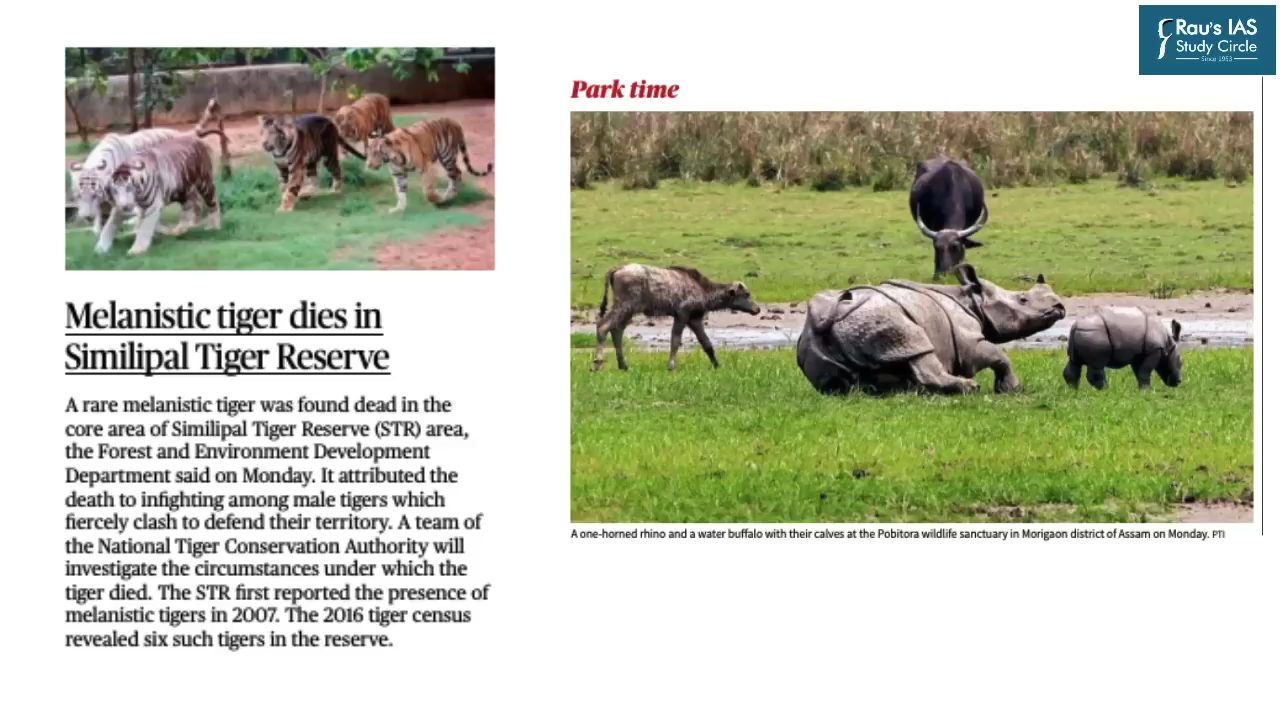 Rau's IAS
Study Circle
Since 1953
Park time
Melanistic tiger dies in
Similipal Tiger Reserve
A rare melanistic tiger was found dead in the
core area of Similipal Tiger Reserve (STR) area,
the Forest and Environment Development
Department said on Monday. It attributed the
death to infighting among male tigers which
fiercely clash to defend their territory. A team of
the National Tiger Conservation Authority will
investigate the circumstances under which the
tiger died. The STR first reported the presence of
melanistic tigers in 2007. The 2016 tiger census
revealed six such tigers in the reserve.
A one-horned rhino and a water buffalo with their calves at the Pobitora wildlife sanctuary in Morigaon district of Assam on Monday. PTI